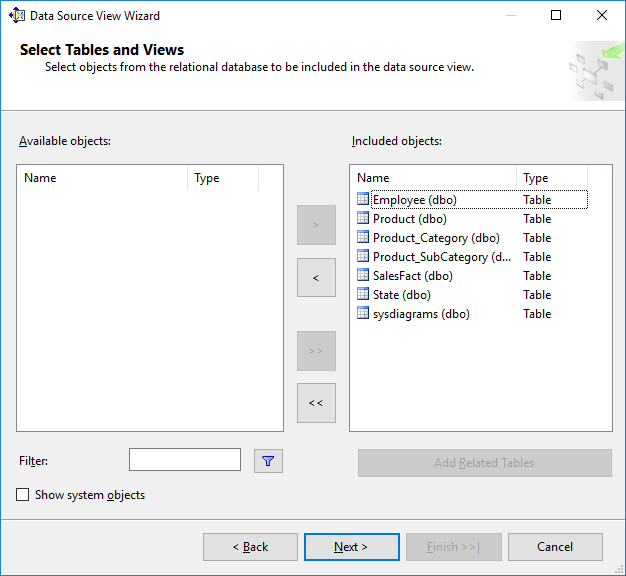 Data Source View Wizard
Select Tables and Views
Select objects from the relational database to be included in the data source view.
Available objects:
Name Type
>
<
>>
<<
Included objects:
Name Type
Employee (dbo) Table
Product (dbo) Table
Product_Category (dbo) Table
Product_SubCategory (d... Table
SalesFact (dbo) Table
State (dbo) Table
sysdiagrams (dbo) Table
Filter:
Add Related Tables
Show system objects
< Back Next > Finish >>| Cancel